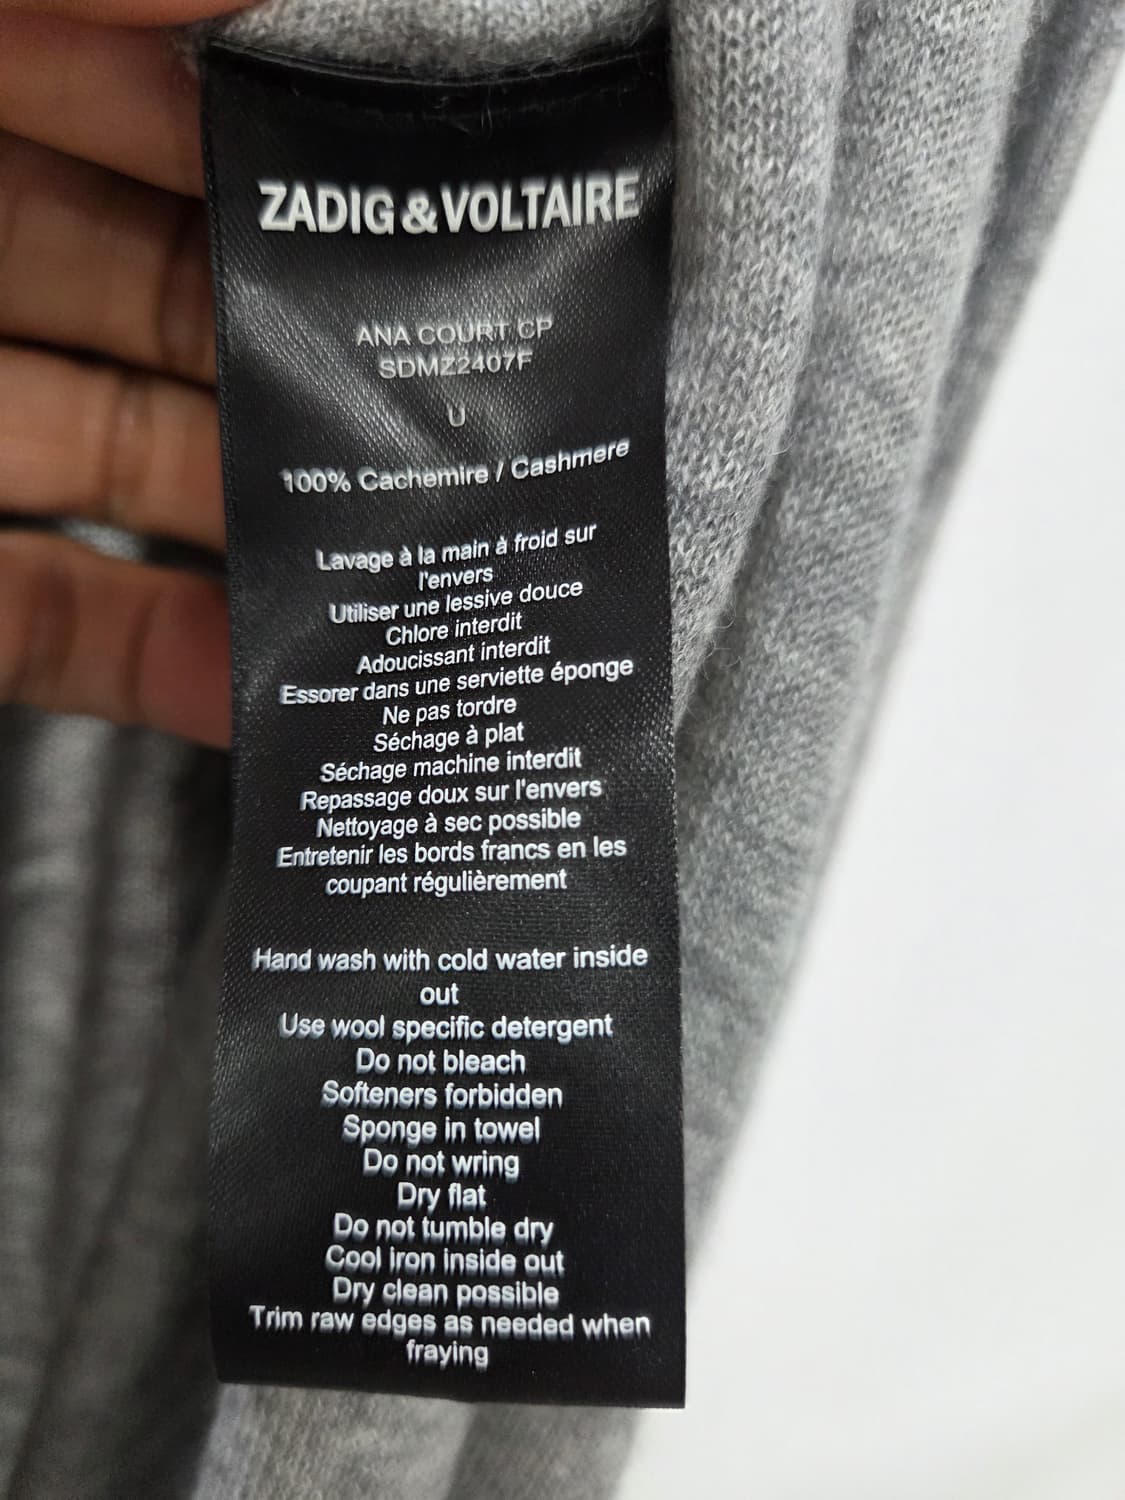 ZADIG & VOLTAIRE
ANA COURT CP
SDMZ2407F
U
100% Cachemire / Cashmere
Lavage à la main à froid sur
l'envers
Utiliser une lessive douce
Chlore interdit
Adoucissant interdit
Essorer dans une serviette éponge
Ne pas tordre
Séchage à plat
Séchage machine interdit
Repassage doux sur l'envers
Nettoyage à sec possible
Entretenir les bords francs en les
coupant régulièrement
Hand wash with cold water inside
out
Use wool specific detergent
Do not bleach
Softeners forbidden
Sponge in towel
Do not wring
Dry flat
Do not tumble dry
Cool iron inside out
Dry clean possible
Trim raw edges as needed when
fraying